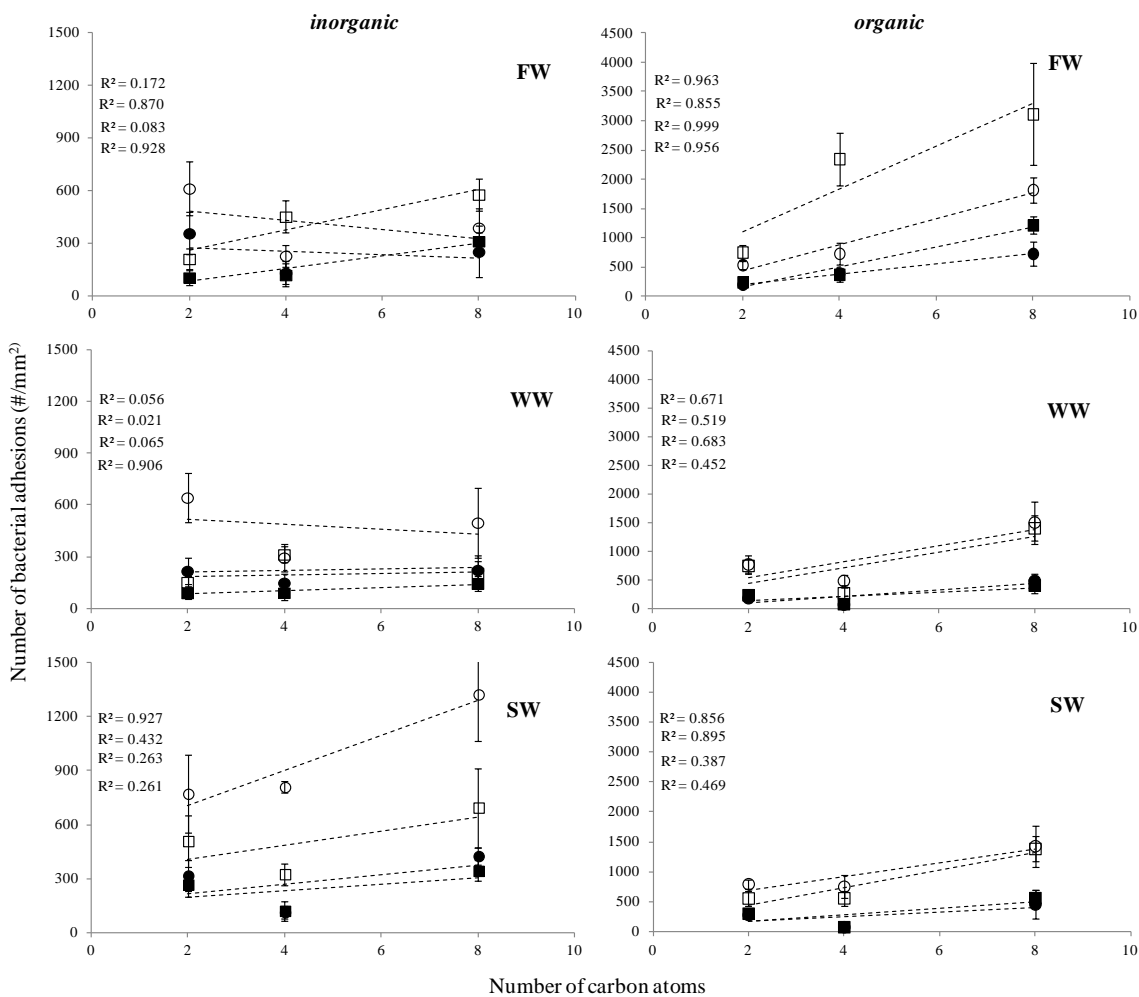 inorganic
organic
1500
1200
900
600
300
0
0
2
4
6
8
10
FW
R² = 0.172
R² = 0.870
R² = 0.083
R² = 0.928
4500
4000
3500
3000
2500
2000
1500
1000
500
0
0
2
4
6
8
10
FW
R² = 0.963
R² = 0.855
R² = 0.999
R² = 0.956
Number of bacterial adhesions (#/mm²)
1500
1200
900
600
300
0
0
2
4
6
8
10
WW
R² = 0.056
R² = 0.021
R² = 0.065
R² = 0.906
4500
4000
3500
3000
2500
2000
1500
1000
500
0
0
2
4
6
8
10
WW
R² = 0.671
R² = 0.519
R² = 0.683
R² = 0.452
1500
1200
900
600
300
0
0
2
4
6
8
10
SW
R² = 0.927
R² = 0.432
R² = 0.263
R² = 0.261
4500
4000
3500
3000
2500
2000
1500
1000
500
0
0
2
4
6
8
10
SW
R² = 0.856
R² = 0.895
R² = 0.387
R² = 0.469
Number of carbon atoms